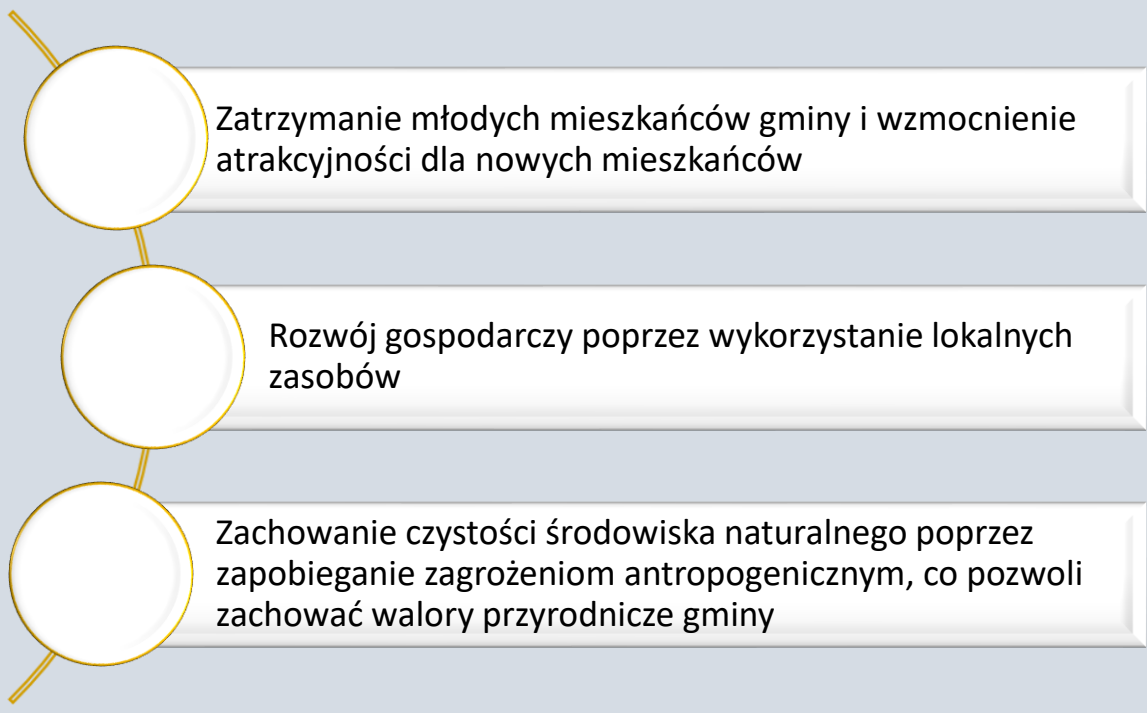 Zatrzymanie młodych mieszkańców gminy i wzmocnienie
atrakcyjności dla nowych mieszkańców
Rozwój gospodarczy poprzez wykorzystanie lokalnych
zasobów
Zachowanie czystości środowiska naturalnego poprzez
zapobieganie zagrożeniom antropogenicznym, co pozwoli
zachować walory przyrodnicze gminy